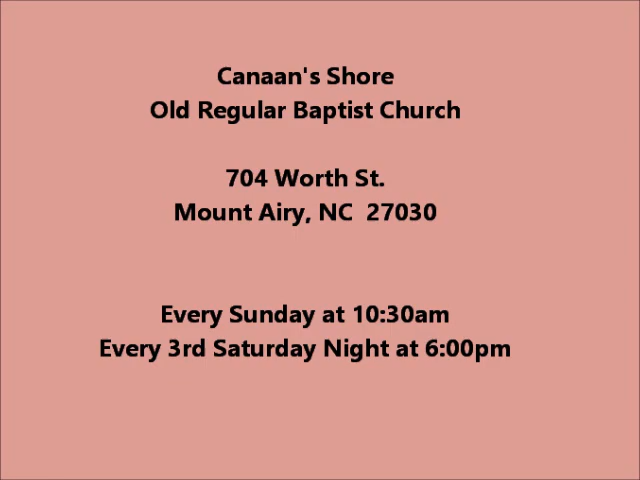 Canaan's Shore
Old Regular Baptist Church
704 Worth St.
Mount Airy, NC  27030
Every Sunday at 10:30am
Every 3rd Saturday Night at 6:00pm